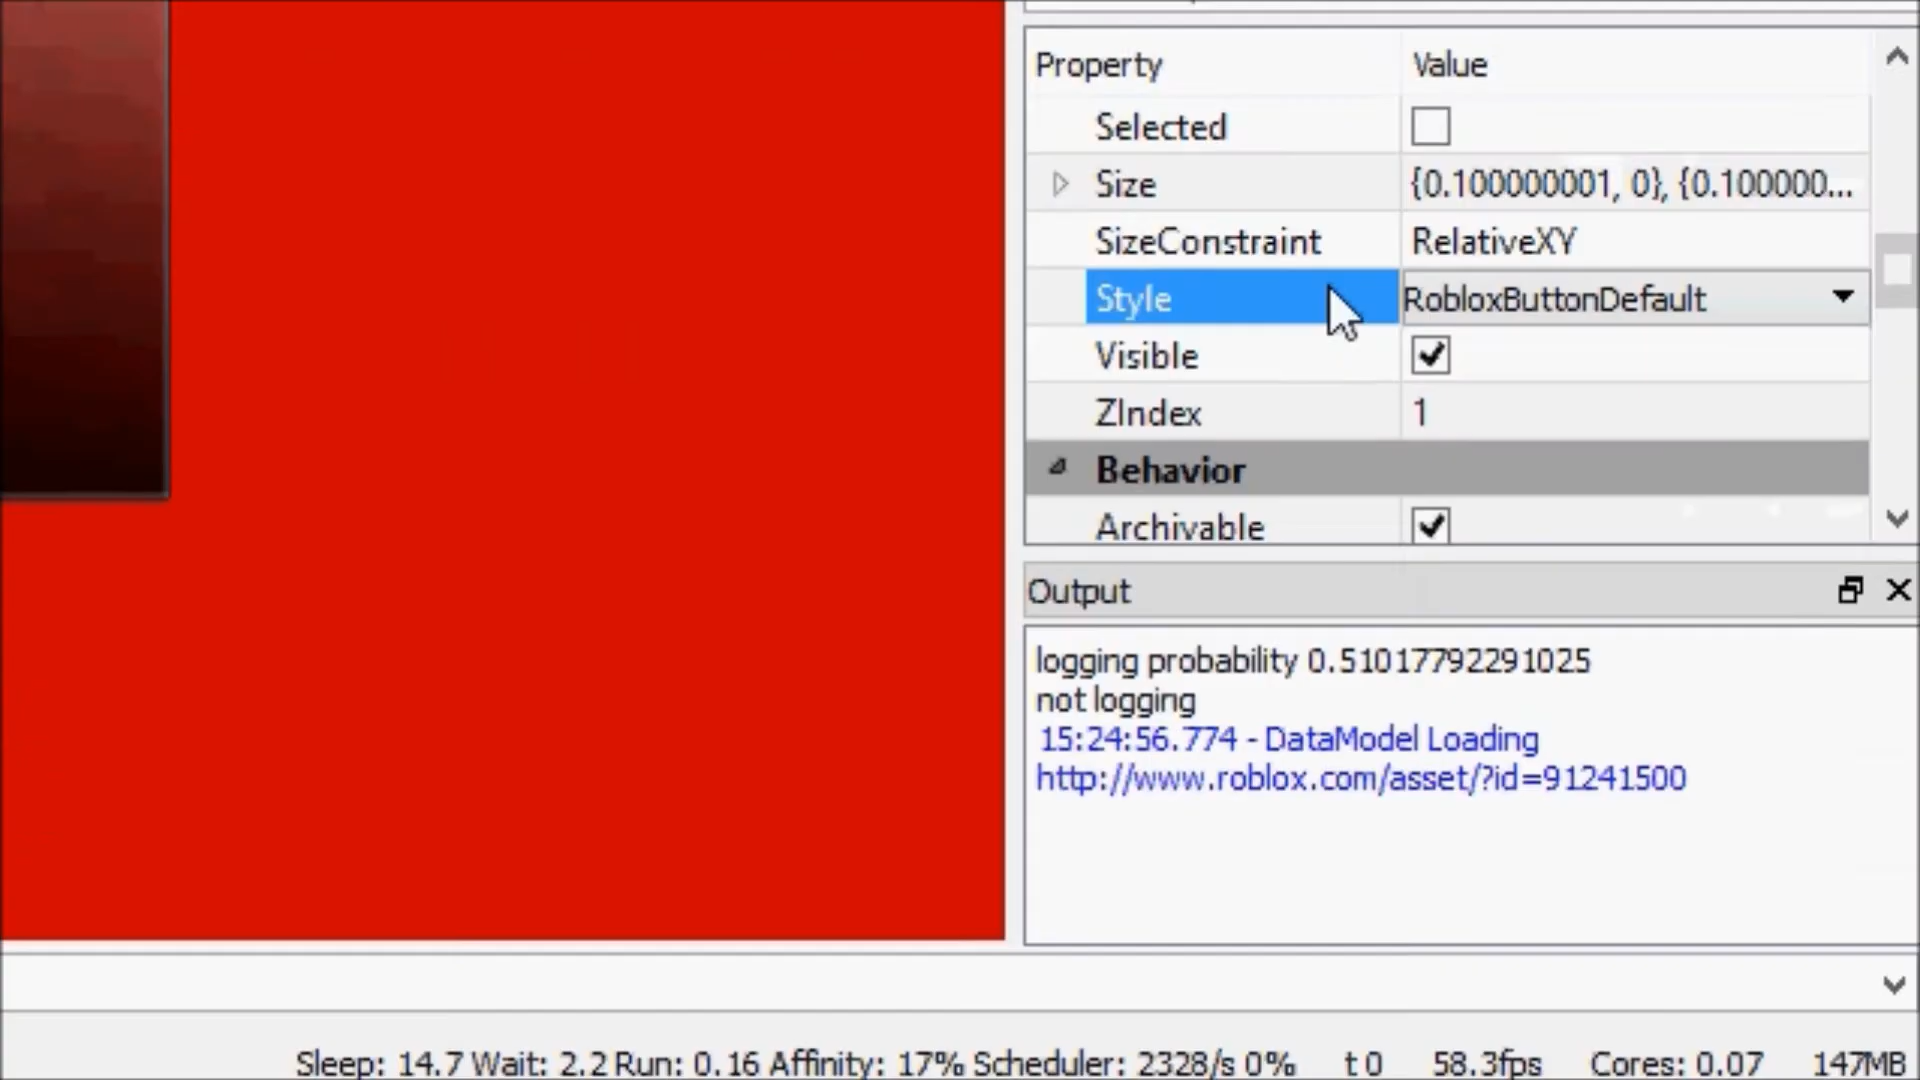 Property Value
Selected
Size {0.100000001, 0}, {0.100000...
SizeConstraint RelativeXY
Style RobloxButtonDefault
Visible
ZIndex 1
Behavior
Archivable
Output
logging probability 0.51017792291025
not logging
15:24:56.774 - DataModel Loading
http://www.roblox.com/asset/?id=91241500
Sleep: 14.7 Wait: 2.2 Run: 0.16 Affinity: 17% Scheduler: 2328/s 0% t 0 58.3fps Cores: 0.07 147MB